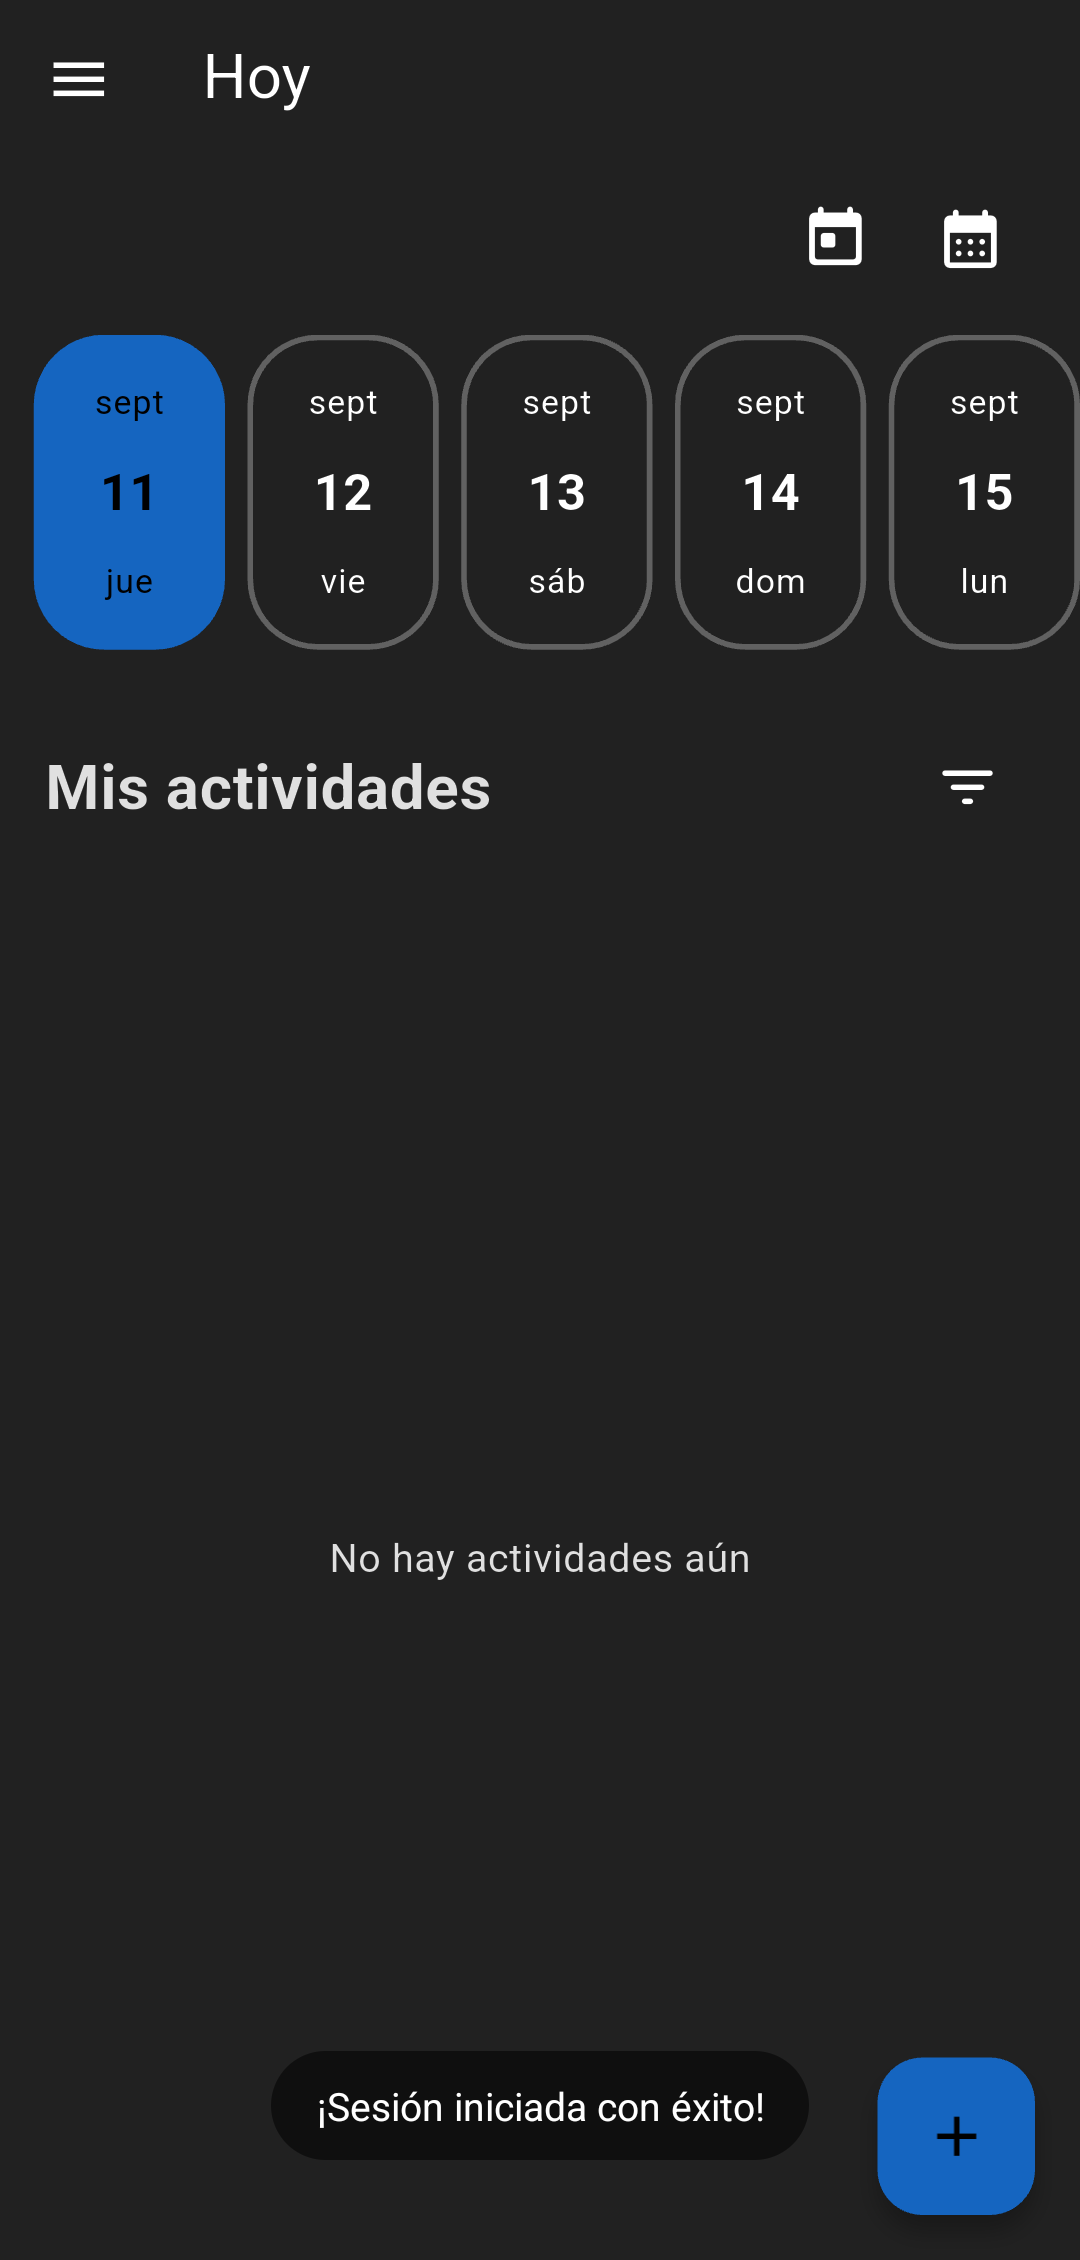 Hoy
sept sept sept sept sept
11 12 13 14 15
jue vie sáb dom lun
Mis actividades
No hay actividades aún
¡Sesión iniciada con éxito!